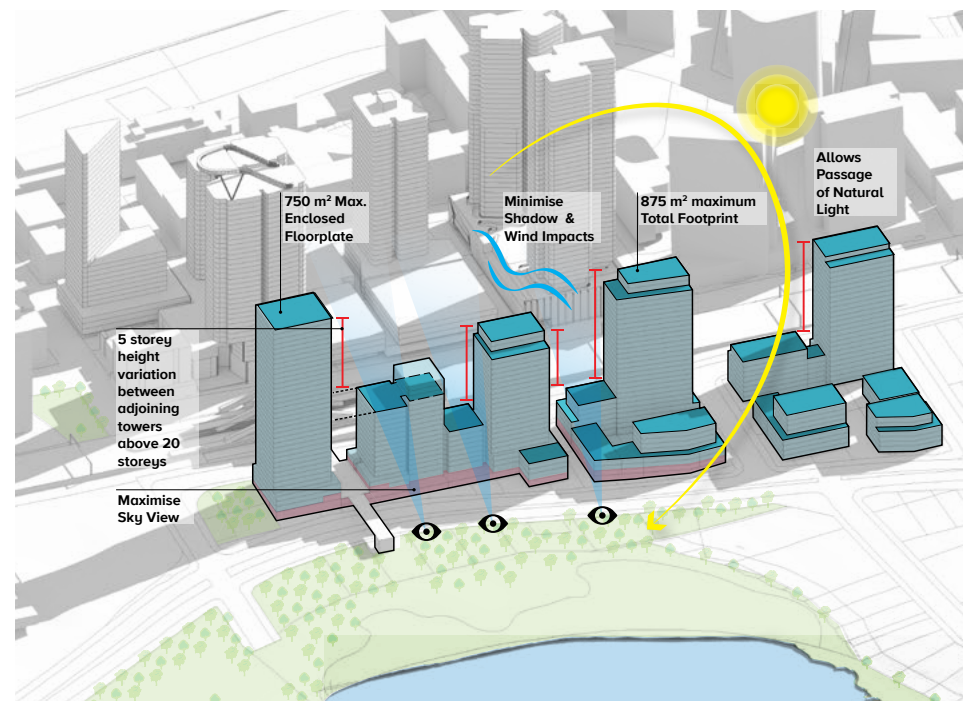 750 m² Max.
Enclosed
Floorplate
Minimise
Shadow &
Wind Impacts
875 m² maximum
Total Footprint
Allows
Passage
of Natural
Light
5 storey
height
variation
between
adjoining
towers
above 20
storeys
Maximise
Sky View